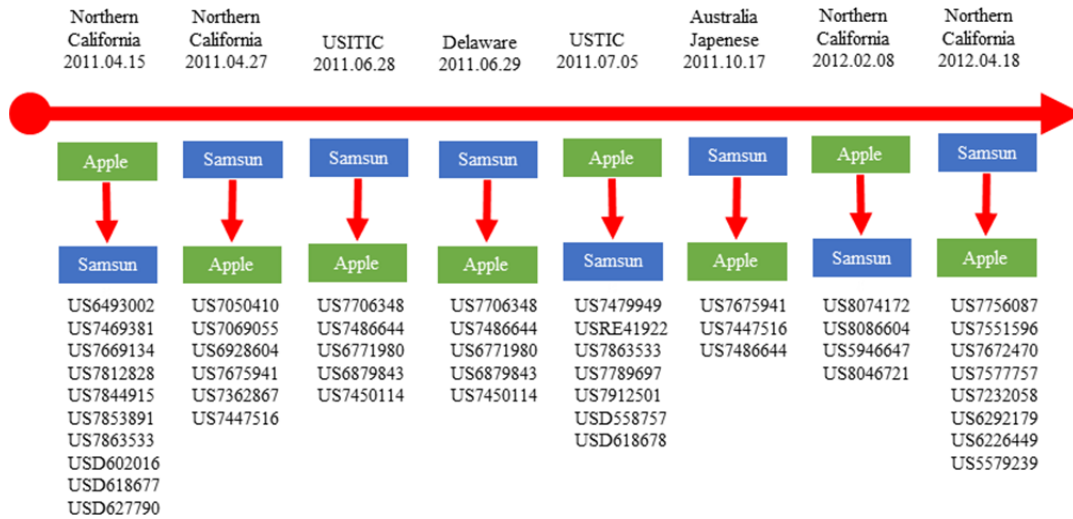 Northern
California
2011.04.15
Northern
California
2011.04.27
USITIC
2011.06.28
Delaware
2011.06.29
USTIC
2011.07.05
Australia
Japenese
2011.10.17
Northern
California
2012.02.08
Northern
California
2012.04.18
Apple
Samsun
Samsun
Samsun
Apple
Samsun
Apple
Samsun
Samsun
Apple
Apple
Apple
Samsun
Apple
Samsun
Apple
US6493002
US7469381
US7669134
US7812828
US7844915
US7853891
US7863533
USD602016
USD618677
USD627790
US7050410
US7069055
US6928604
US7675941
US7362867
US7447516
US7706348
US7486644
US6771980
US6879843
US7450114
US7706348
US7486644
US6771980
US6879843
US7450114
US7479949
USRE41922
US7863533
US7789697
US7912501
USD558757
USD618678
US7675941
US7447516
US7486644
US8074172
US8086604
US5946647
US8046721
US7756087
US7551596
US7672470
US7577757
US7232058
US6292179
US6226449
US5579239